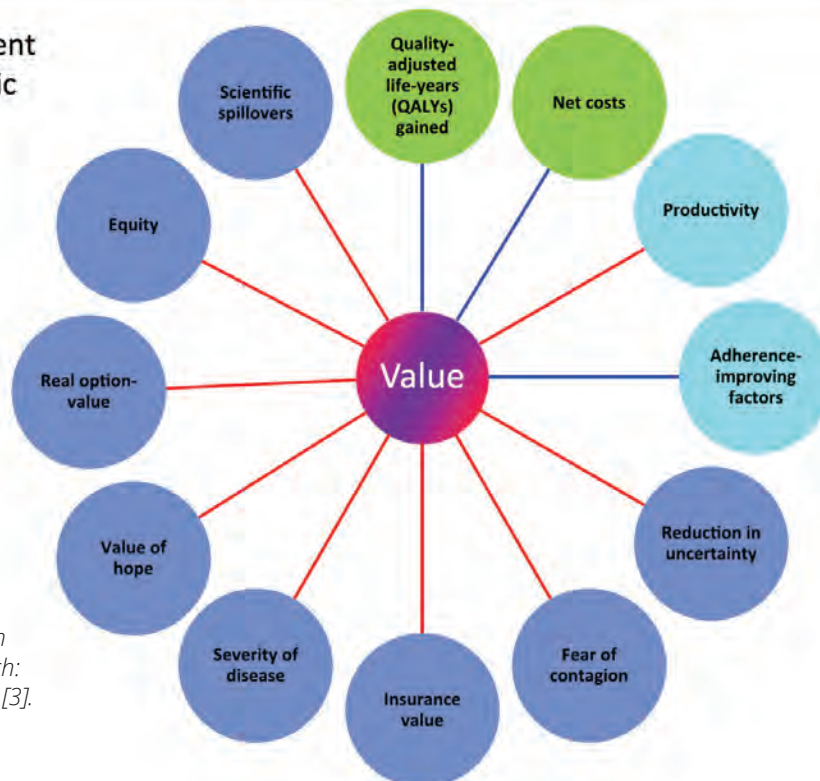 ent
ic
Quality-
adjusted
life-years
(QALYs)
gained
Net costs
Productivity
Adherence-
improving
factors
Reduction in
uncertainty
Fear of
contagion
Insurance
value
Severity of
disease
Value of
hope
Real option-
value
Equity
Scientific
spillovers
Value
n
th:
[3].